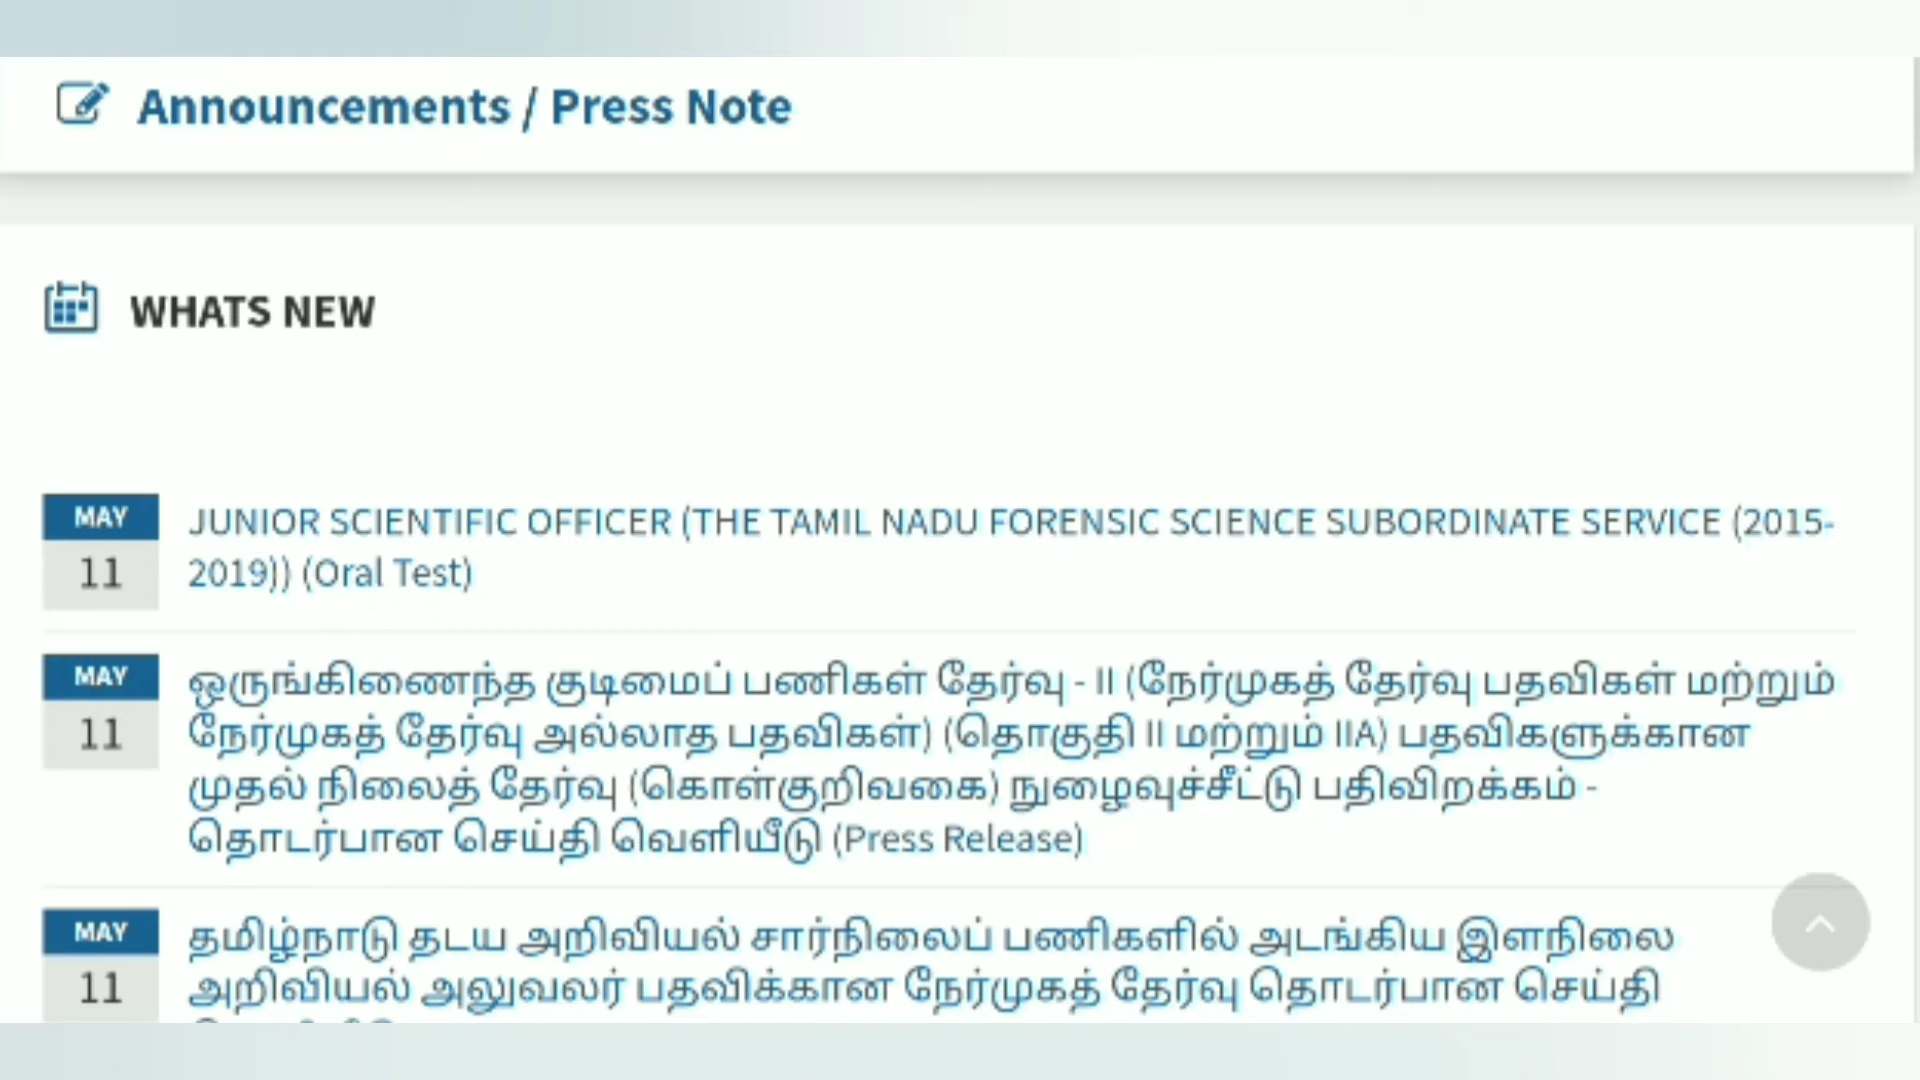 Announcements / Press Note
WHATS NEW
MAY
11
JUNIOR SCIENTIFIC OFFICER (THE TAMIL NADU FORENSIC SCIENCE SUBORDINATE SERVICE (2015-
2019)) (Oral Test)
MAY
11
ஒருங்கிணைந்த குடிமைப் பணிகள் தேர்வு - II (நேர்முகத் தேர்வு பதவிகள் மற்றும்
நேர்முகத் தேர்வு அல்லாத பதவிகள்) (தொகுதி II மற்றும் IIA) பதவிகளுக்கான
முதல் நிலைத் தேர்வு (கொள்குறிவகை) நுழைவுச்சீட்டு பதிவிறக்கம் -
தொடர்பான செய்தி வெளியீடு (Press Release)
MAY
11
தமிழ்நாடு தடய அறிவியல் சார்நிலைப் பணிகளில் அடங்கிய இளநிலை
அறிவியல் அலுவலர் பதவிக்கான நேர்முகத் தேர்வு தொடர்பான செய்தி